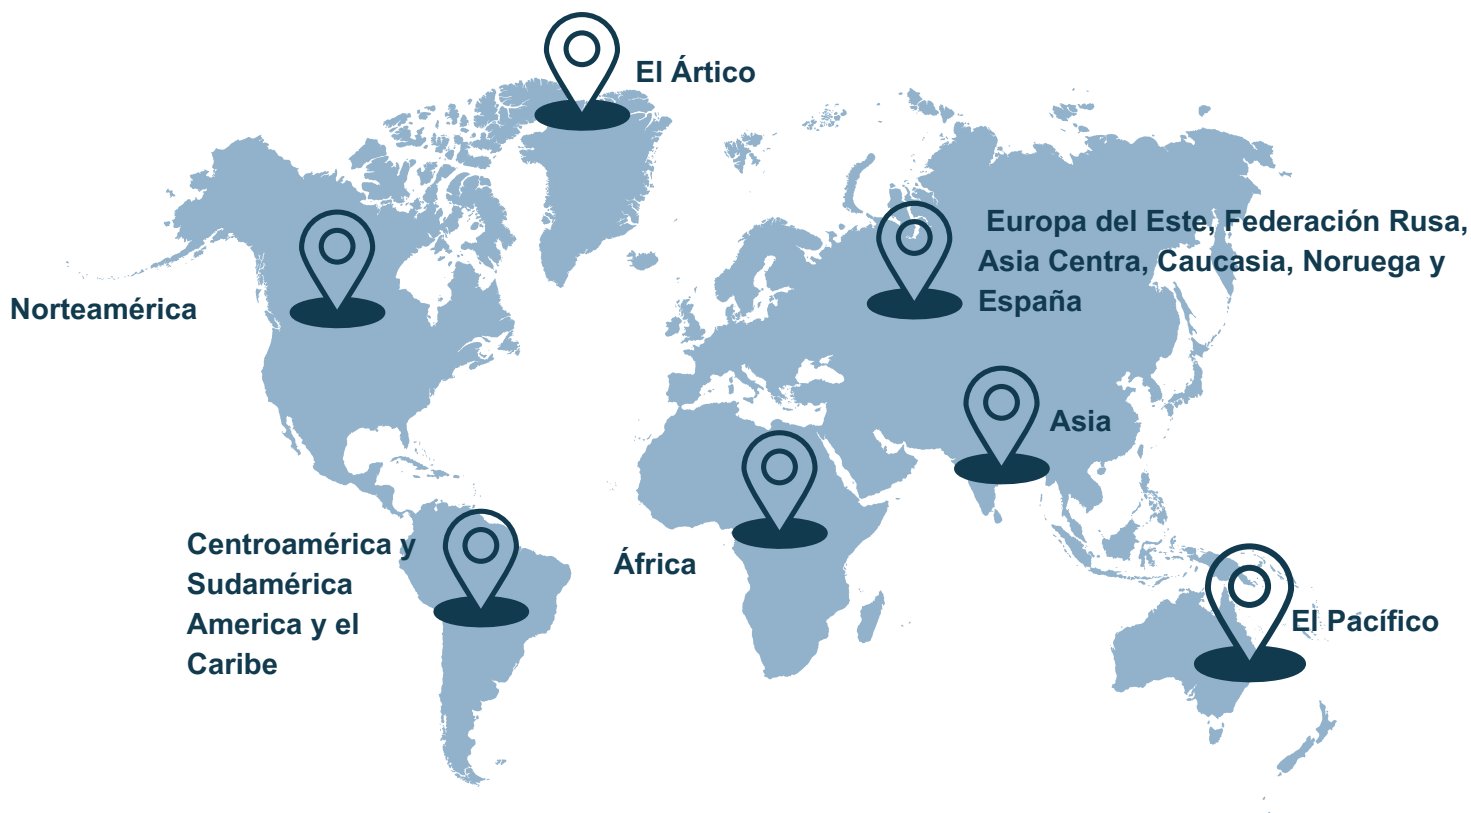 El Ártico
Europa del Este, Federación Rusa,
Asia Centra, Caucasia, Noruega y
España
Norteamérica
Asia
Centroamérica y
Sudamérica
America y el
Caribe
África
El Pacífico